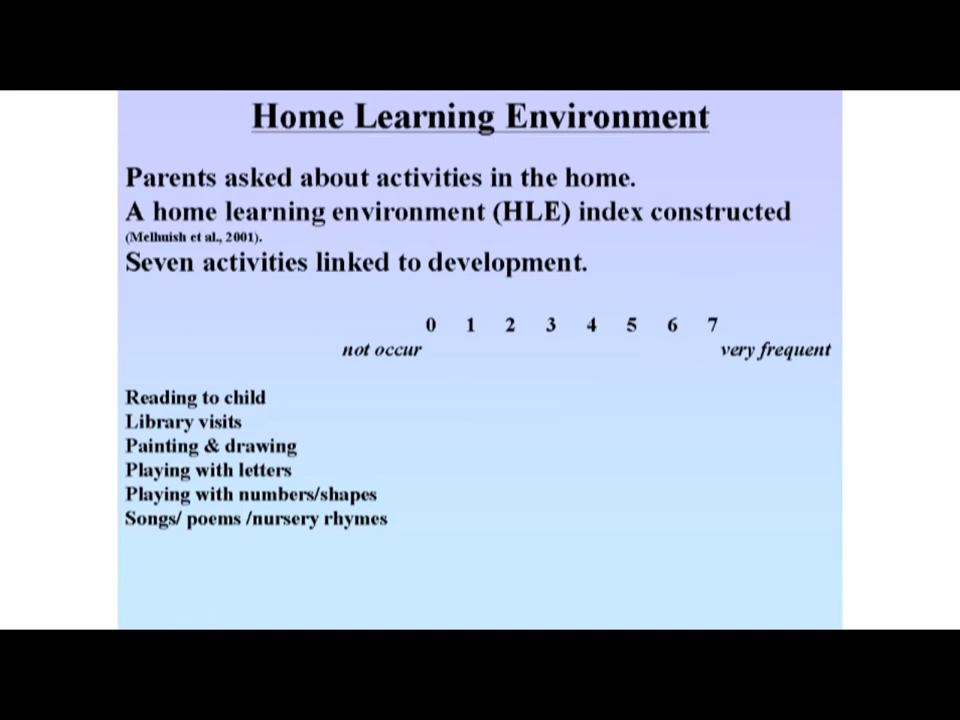 Home Learning Environment
Parents asked about activities in the home.
A home learning environment (HLE) index constructed
(Melhuish et al., 2001).
Seven activities linked to development.
0 1 2 3 4 5 6 7
not occur very frequent
Reading to child
Library visits
Painting & drawing
Playing with letters
Playing with numbers/shapes
Songs/ poems /nursery rhymes